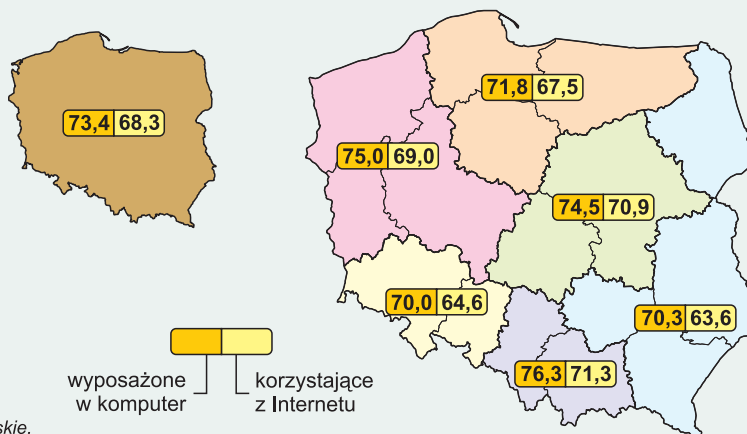 73,4 68,3
71,8 67,5
75,0 69,0
74,5 70,9
70,0 64,6
70,3 63,6
76,3 71,3
wyposażone
w komputer
korzystające
z Internetu
skie.